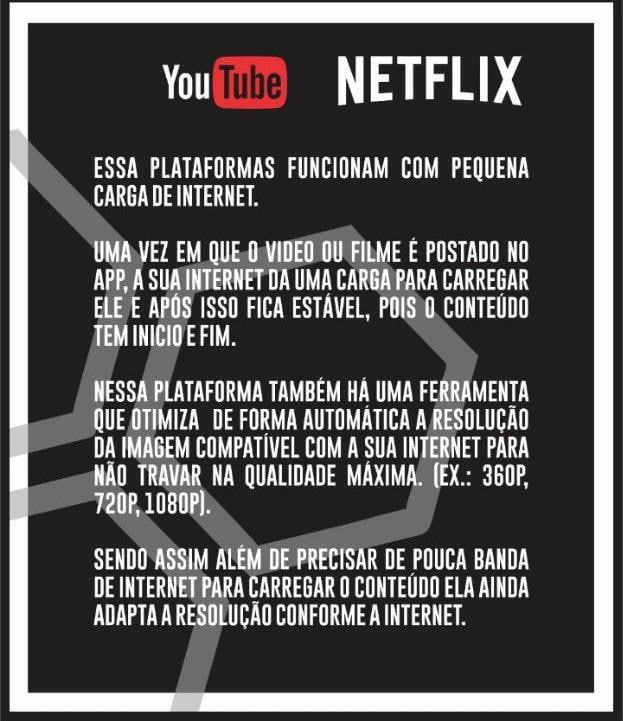 YouTube NETFLIX
ESSA PLATAFORMAS FUNCIONAM COM PEQUENA
CARGA DE INTERNET.
UMA VEZ EM QUE O VIDEO OU FILME É POSTADO NO
APP, A SUA INTERNET DA UMA CARGA PARA CARREGAR
ELE E APÓS ISSO FICA ESTÁVEL, POIS O CONTEÚDO
TEM INICIO E FIM.
NESSA PLATAFORMA TAMBÉM HÁ UMA FERRAMENTA
QUE OTIMIZA DE FORMA AUTOMÁTICA A RESOLUÇÃO
DA IMAGEM COMPATÍVEL COM A SUA INTERNET PARA
NÃO TRAVAR NA QUALIDADE MÁXIMA. (EX.: 360P,
720P, 1080P).
SENDO ASSIM ALÉM DE PRECISAR DE POUCA BANDA
DE INTERNET PARA CARREGAR O CONTEÚDO ELA AINDA
ADAPTA A RESOLUÇÃO CONFORME A INTERNET.